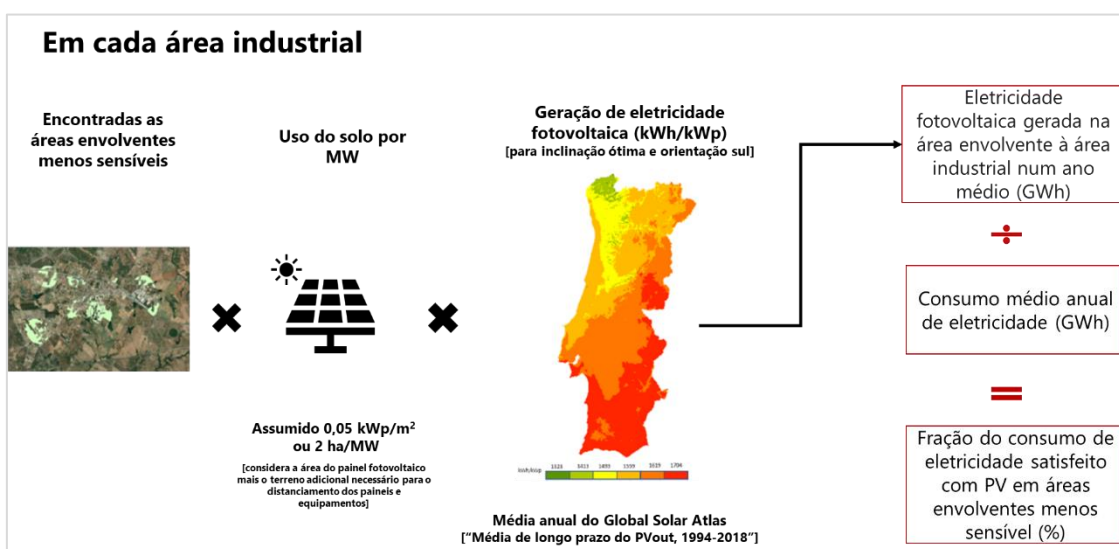 Em cada área industrial
Encontradas as
áreas envolventes
menos sensíveis
Uso do solo por
MW
Assumido 0,05 kWp/m²
ou 2 ha/MW
[considera a área do painel fotovoltaico
mais o terreno adicional necessário para o
distanciamento dos paineis e
equipamentos]
Geração de eletricidade
fotovoltaica (kWh/kWp)
[para inclinação ótima e orientação sul]
Média anual do Global Solar Atlas
["Média de longo prazo do PVout, 1994-2018"]
Eletricidade
fotovoltaica gerada na
área envolvente à área
industrial num ano
médio (GWh)
÷
Consumo médio anual
de eletricidade (GWh)
=
Fração do consumo de
eletricidade satisfeito
com PV em áreas
envolventes menos
sensível (%)